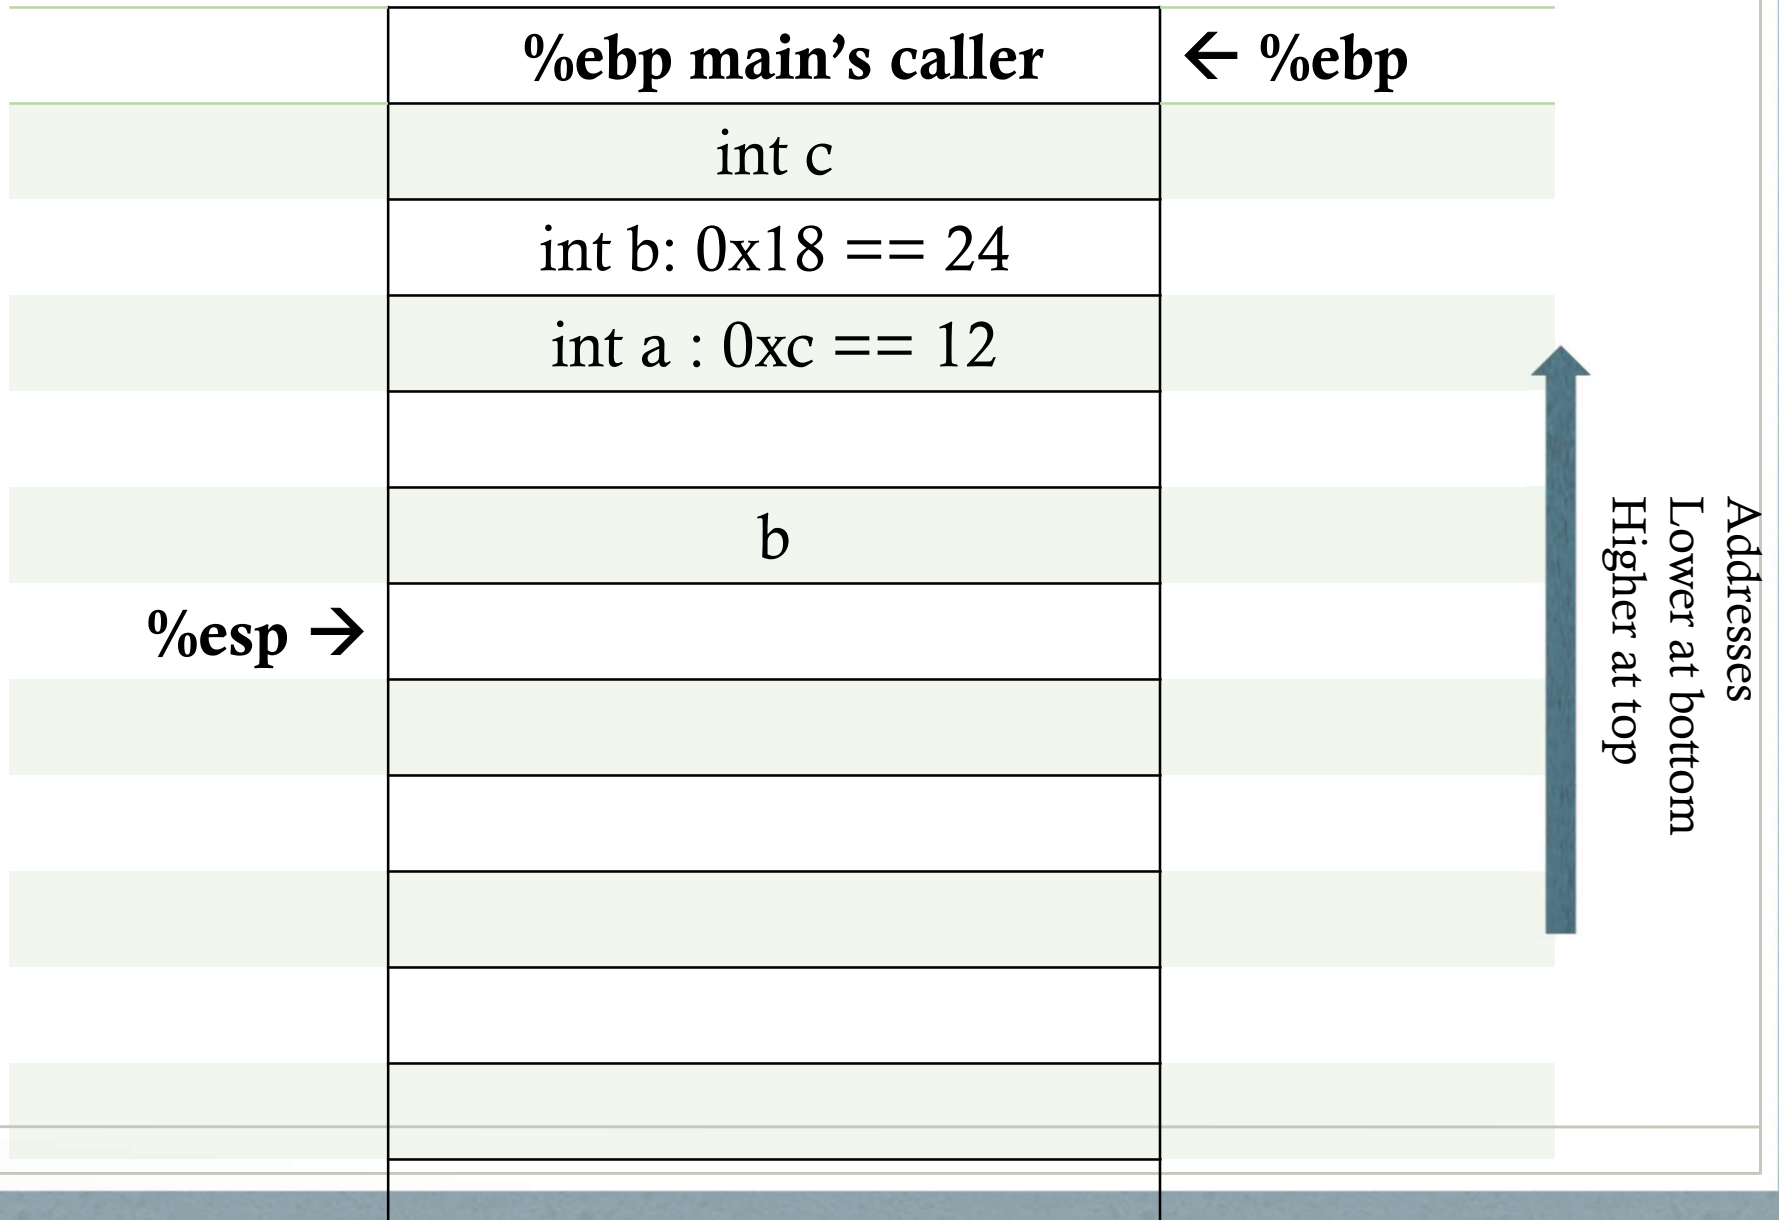 %ebp main’s caller
← %ebp
int c
int b: 0x18 == 24
int a : 0xc == 12
b
%esp →
Addresses
Lower at bottom
Higher at top